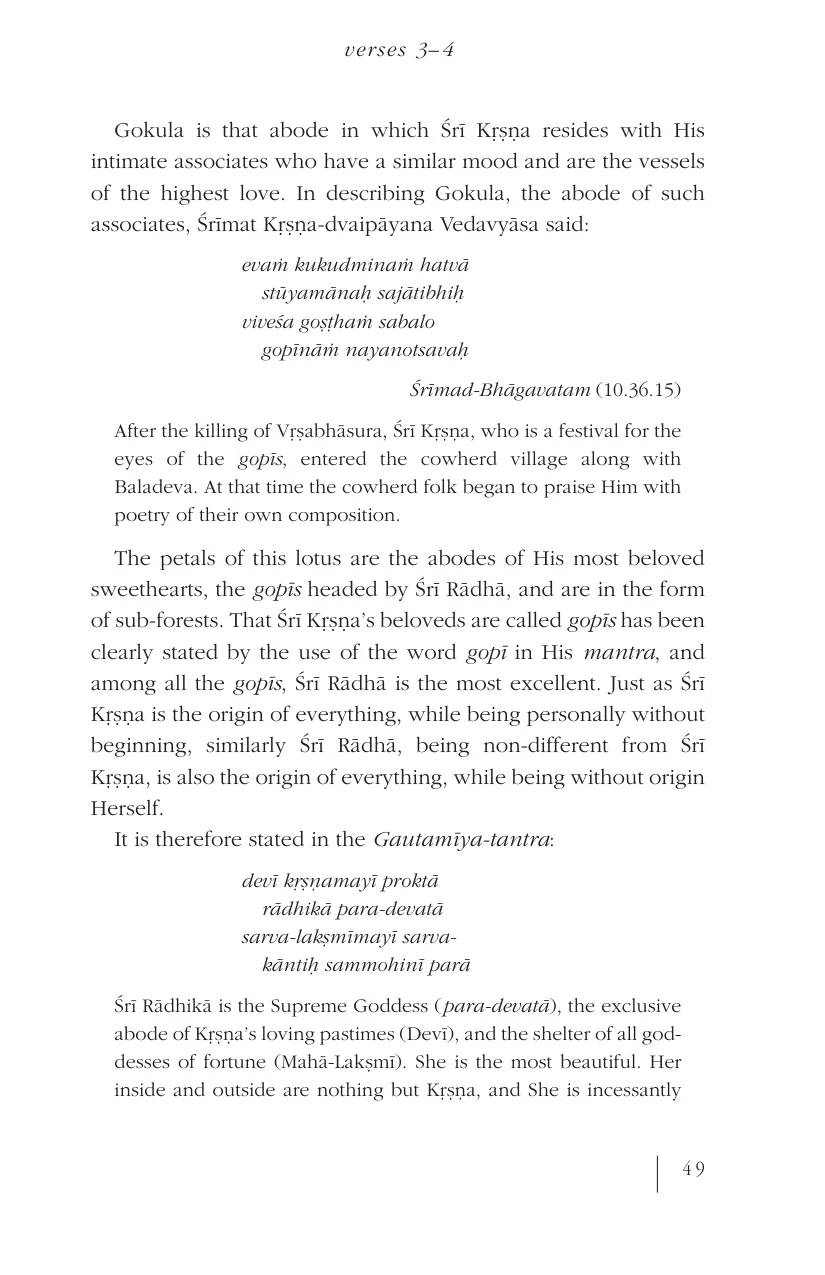 verses 3–4
Gokula is that abode in which Śrī Kṛṣṇa resides with His
intimate associates who have a similar mood and are the vessels
of the highest love. In describing Gokula, the abode of such
associates, Śrīmat Kṛṣṇa-dvaipāyana Vedavyāsa said:
evaṁ kukudminaṁ hatvā
stūyamānaḥ sajātibhiḥ
viveśa goṣṭhaṁ sabalo
gopīnāṁ nayanotsavaḥ
Śrīmad-Bhāgavatam (10.36.15)
After the killing of Vṛṣabhāsura, Śrī Kṛṣṇa, who is a festival for the
eyes of the gopīs, entered the cowherd village along with
Baladeva. At that time the cowherd folk began to praise Him with
poetry of their own composition.
The petals of this lotus are the abodes of His most beloved
sweethearts, the gopīs headed by Śrī Rādhā, and are in the form
of sub-forests. That Śrī Kṛṣṇa’s beloveds are called gopīs has been
clearly stated by the use of the word gopī in His mantra, and
among all the gopīs, Śrī Rādhā is the most excellent. Just as Śrī
Kṛṣṇa is the origin of everything, while being personally without
beginning, similarly Śrī Rādhā, being non-different from Śrī
Kṛṣṇa, is also the origin of everything, while being without origin
Herself.
It is therefore stated in the Gautamīya-tantra:
devī kṛṣṇamayī proktā
rādhikā para-devatā
sarva-lakṣmīmayī sarva-
kāntiḥ sammohinī parā
Śrī Rādhikā is the Supreme Goddess (para-devatā), the exclusive
abode of Kṛṣṇa’s loving pastimes (Devī), and the shelter of all god-
desses of fortune (Mahā-Lakṣmī). She is the most beautiful. Her
inside and outside are nothing but Kṛṣṇa, and She is incessantly
49